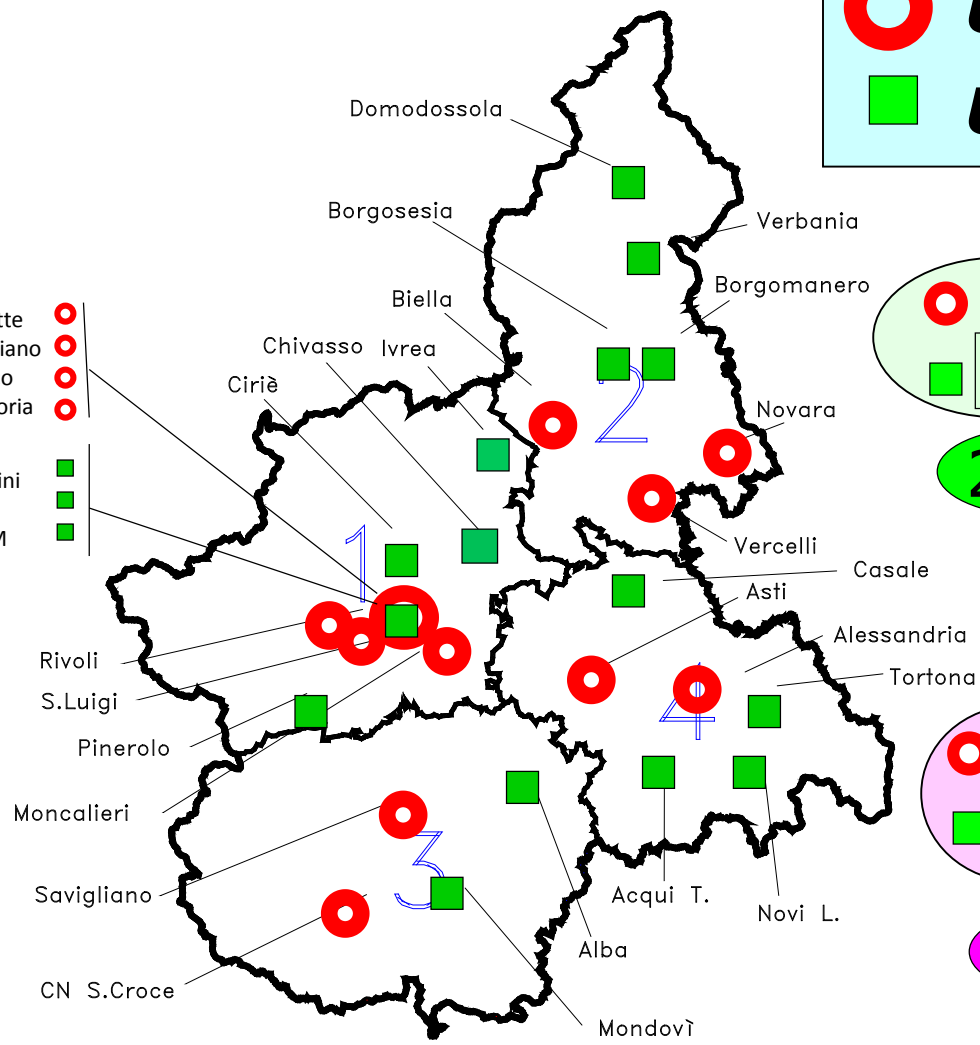 Domodossola
Borgosesia
Verbania
Biella
Borgomanero
Chivasso
Ivrea
Ciriè
Novara
2
1
Vercelli
Casale
Asti
Rivoli
Alessandria
S.Luigi
Tortona
4
Pinerolo
Moncalieri
3
Savigliano
Acqui T.
Novi L.
Alba
CN S.Croce
Mondovì
2